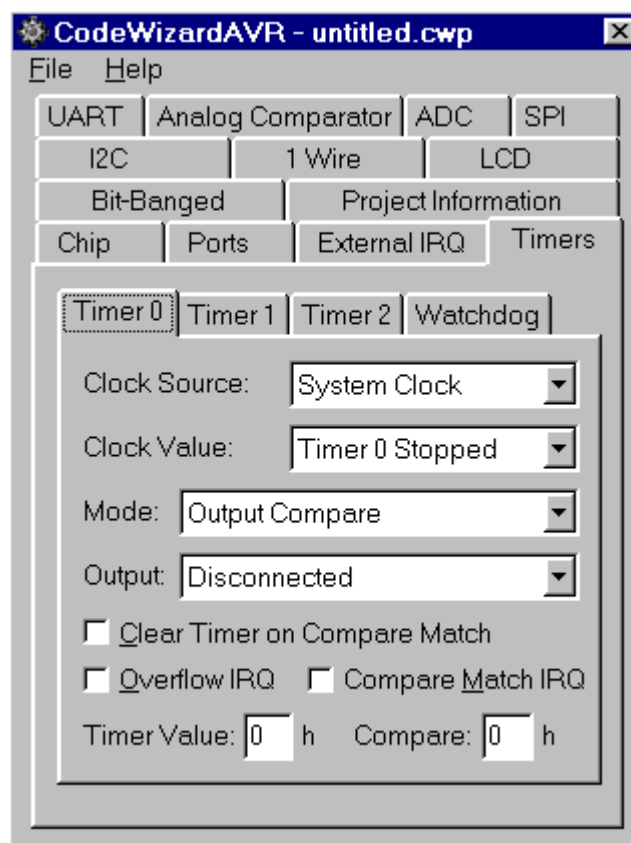 CodeWizardAVR - untitled.cwp
File Help
UART Analog Comparator ADC SPI
I2C 1 Wire LCD
Bit-Banged Project Information
Chip Ports External IRQ Timers
Timer 0 Timer 1 Timer 2 Watchdog
Clock Source: System Clock
Clock Value: Timer 0 Stopped
Mode: Output Compare
Output: Disconnected
Clear Timer on Compare Match
Overflow IRQ Compare Match IRQ
Timer Value: 0 h Compare: 0 h